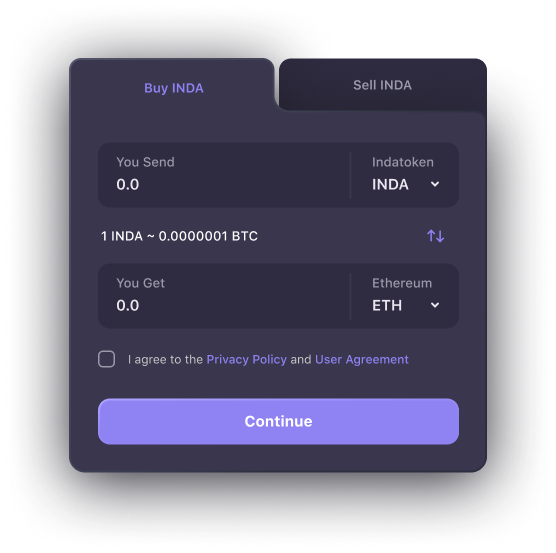 Buy INDA
Sell INDA
You Send
Indatoken
0.0
INDA
1 INDA ~ 0.0000001 BTC
You Get
Ethereum
0.0
ETH
I agree to the Privacy Policy and User Agreement
Continue